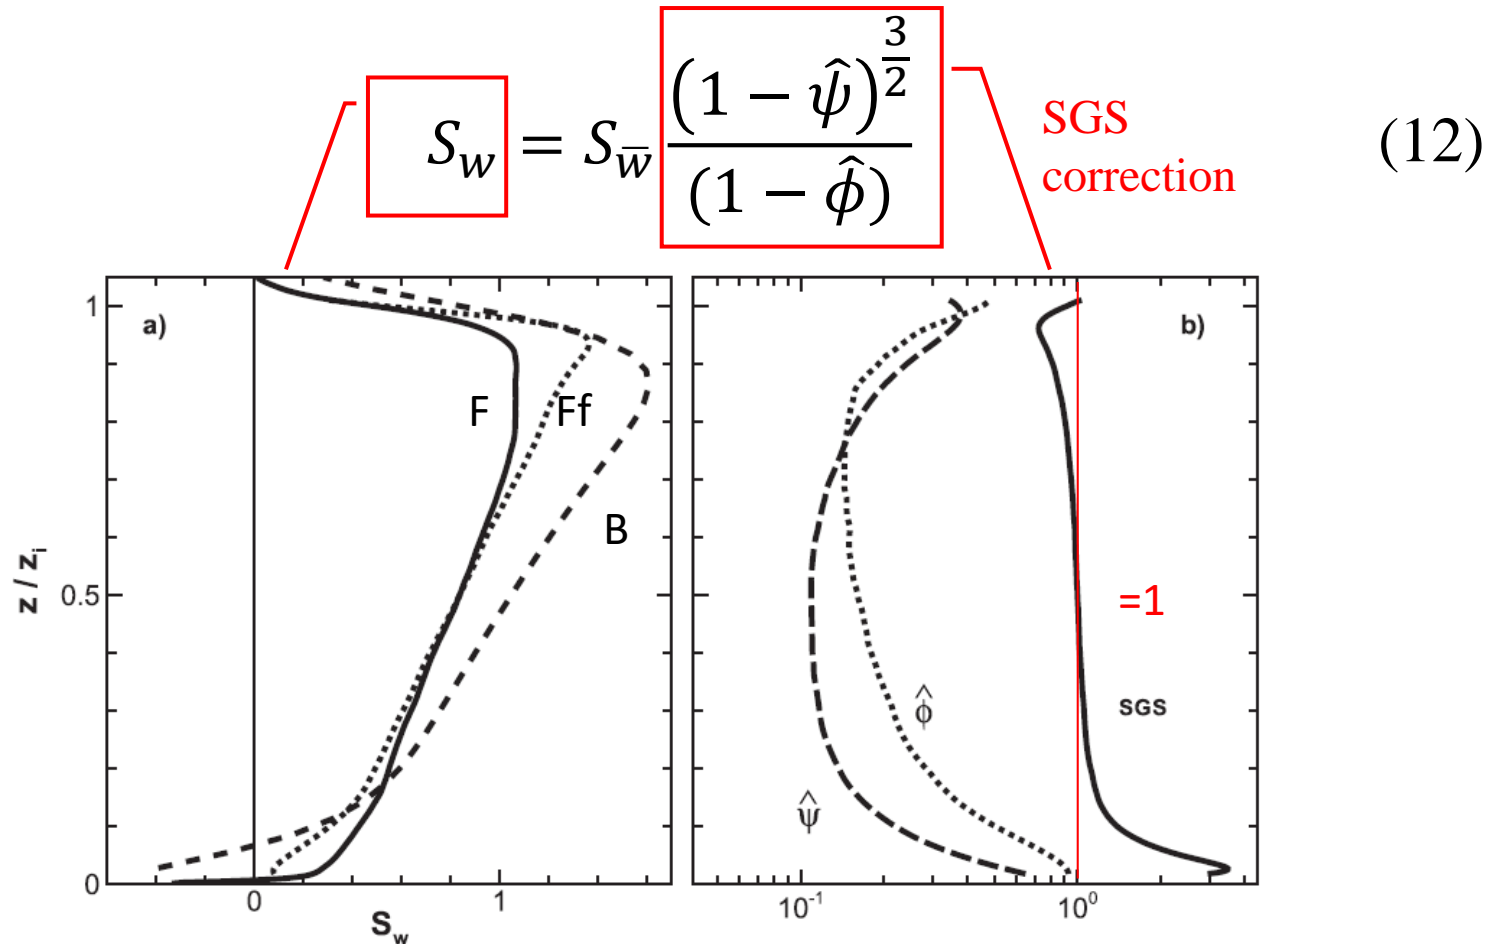 S_w = S_w̅ (1 − ψ̂)^{3/2} / (1 − ϕ̂) (12)
SGS
correction
a)
b)
F
Ff
B
=1
SGS
ϕ̂
ψ̂
z / z_i
1
0.5
0
0
1
S_w
10^{-1}
10^0